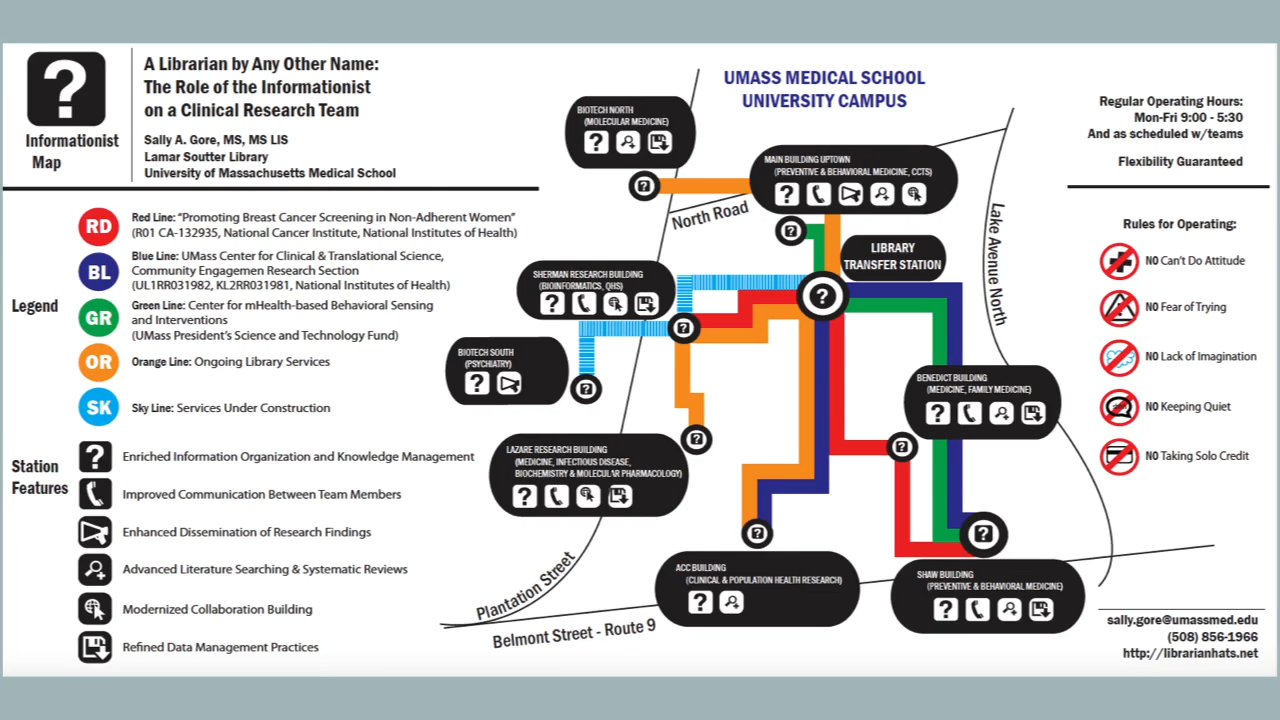 ?
Informationist
Map
A Librarian by Any Other Name:
The Role of the Informationist
on a Clinical Research Team
Sally A. Gore, MS, MS LIS
Lamar Soutter Library
University of Massachusetts Medical School
Legend
RD
Red Line: “Promoting Breast Cancer Screening in Non-Adherent Women”
(R01 CA-132935, National Cancer Institute, National Institutes of Health)
BL
Blue Line: UMass Center for Clinical & Translational Science,
Community Engagemen Research Section
(UL1RR031982, KL2RR031981, National Institutes of Health)
GR
Green Line: Center for mHealth-based Behavioral Sensing
and Interventions
(UMass President's Science and Technology Fund)
OR
Orange Line: Ongoing Library Services
SK
Sky Line: Services Under Construction
Station
Features
? Enriched Information Organization and Knowledge Management
Improved Communication Between Team Members
Enhanced Dissemination of Research Findings
Advanced Literature Searching & Systematic Reviews
Modernized Collaboration Building
Refined Data Management Practices
UMASS MEDICAL SCHOOL
UNIVERSITY CAMPUS
BIOTECH NORTH
(MOLECULAR MEDICINE)
?
?
MAIN BUILDING UPTOWN
(PREVENTIVE & BEHAVIORAL MEDICINE, CCTS)
?
North Road
?
LIBRARY
TRANSFER STATION
?
Lake Avenue North
SHERMAN RESEARCH BUILDING
(BIOINFORMATICS, QHS)
?
?
BIOTECH SOUTH
(PSYCHIATRY)
?
?
BENEDICT BUILDING
(MEDICINE, FAMILY MEDICINE)
?
?
?
LAZARE RESEARCH BUILDING
(MEDICINE, INFECTIOUS DISEASE,
BIOCHEMISTRY & MOLECULAR PHARMACOLOGY)
?
?
?
ACC BUILDING
(CLINICAL & POPULATION HEALTH RESEARCH)
?
SHAW BUILDING
(PREVENTIVE & BEHAVIORAL MEDICINE)
?
Plantation Street
Belmont Street - Route 9
Regular Operating Hours:
Mon-Fri 9:00 - 5:30
And as scheduled w/teams
Flexibility Guaranteed
Rules for Operating:
NO Can't Do Attitude
NO Fear of Trying
NO Lack of Imagination
NO Keeping Quiet
NO Taking Solo Credit
sally.gore@umassmed.edu
(508) 856-1966
http://librarianhats.net